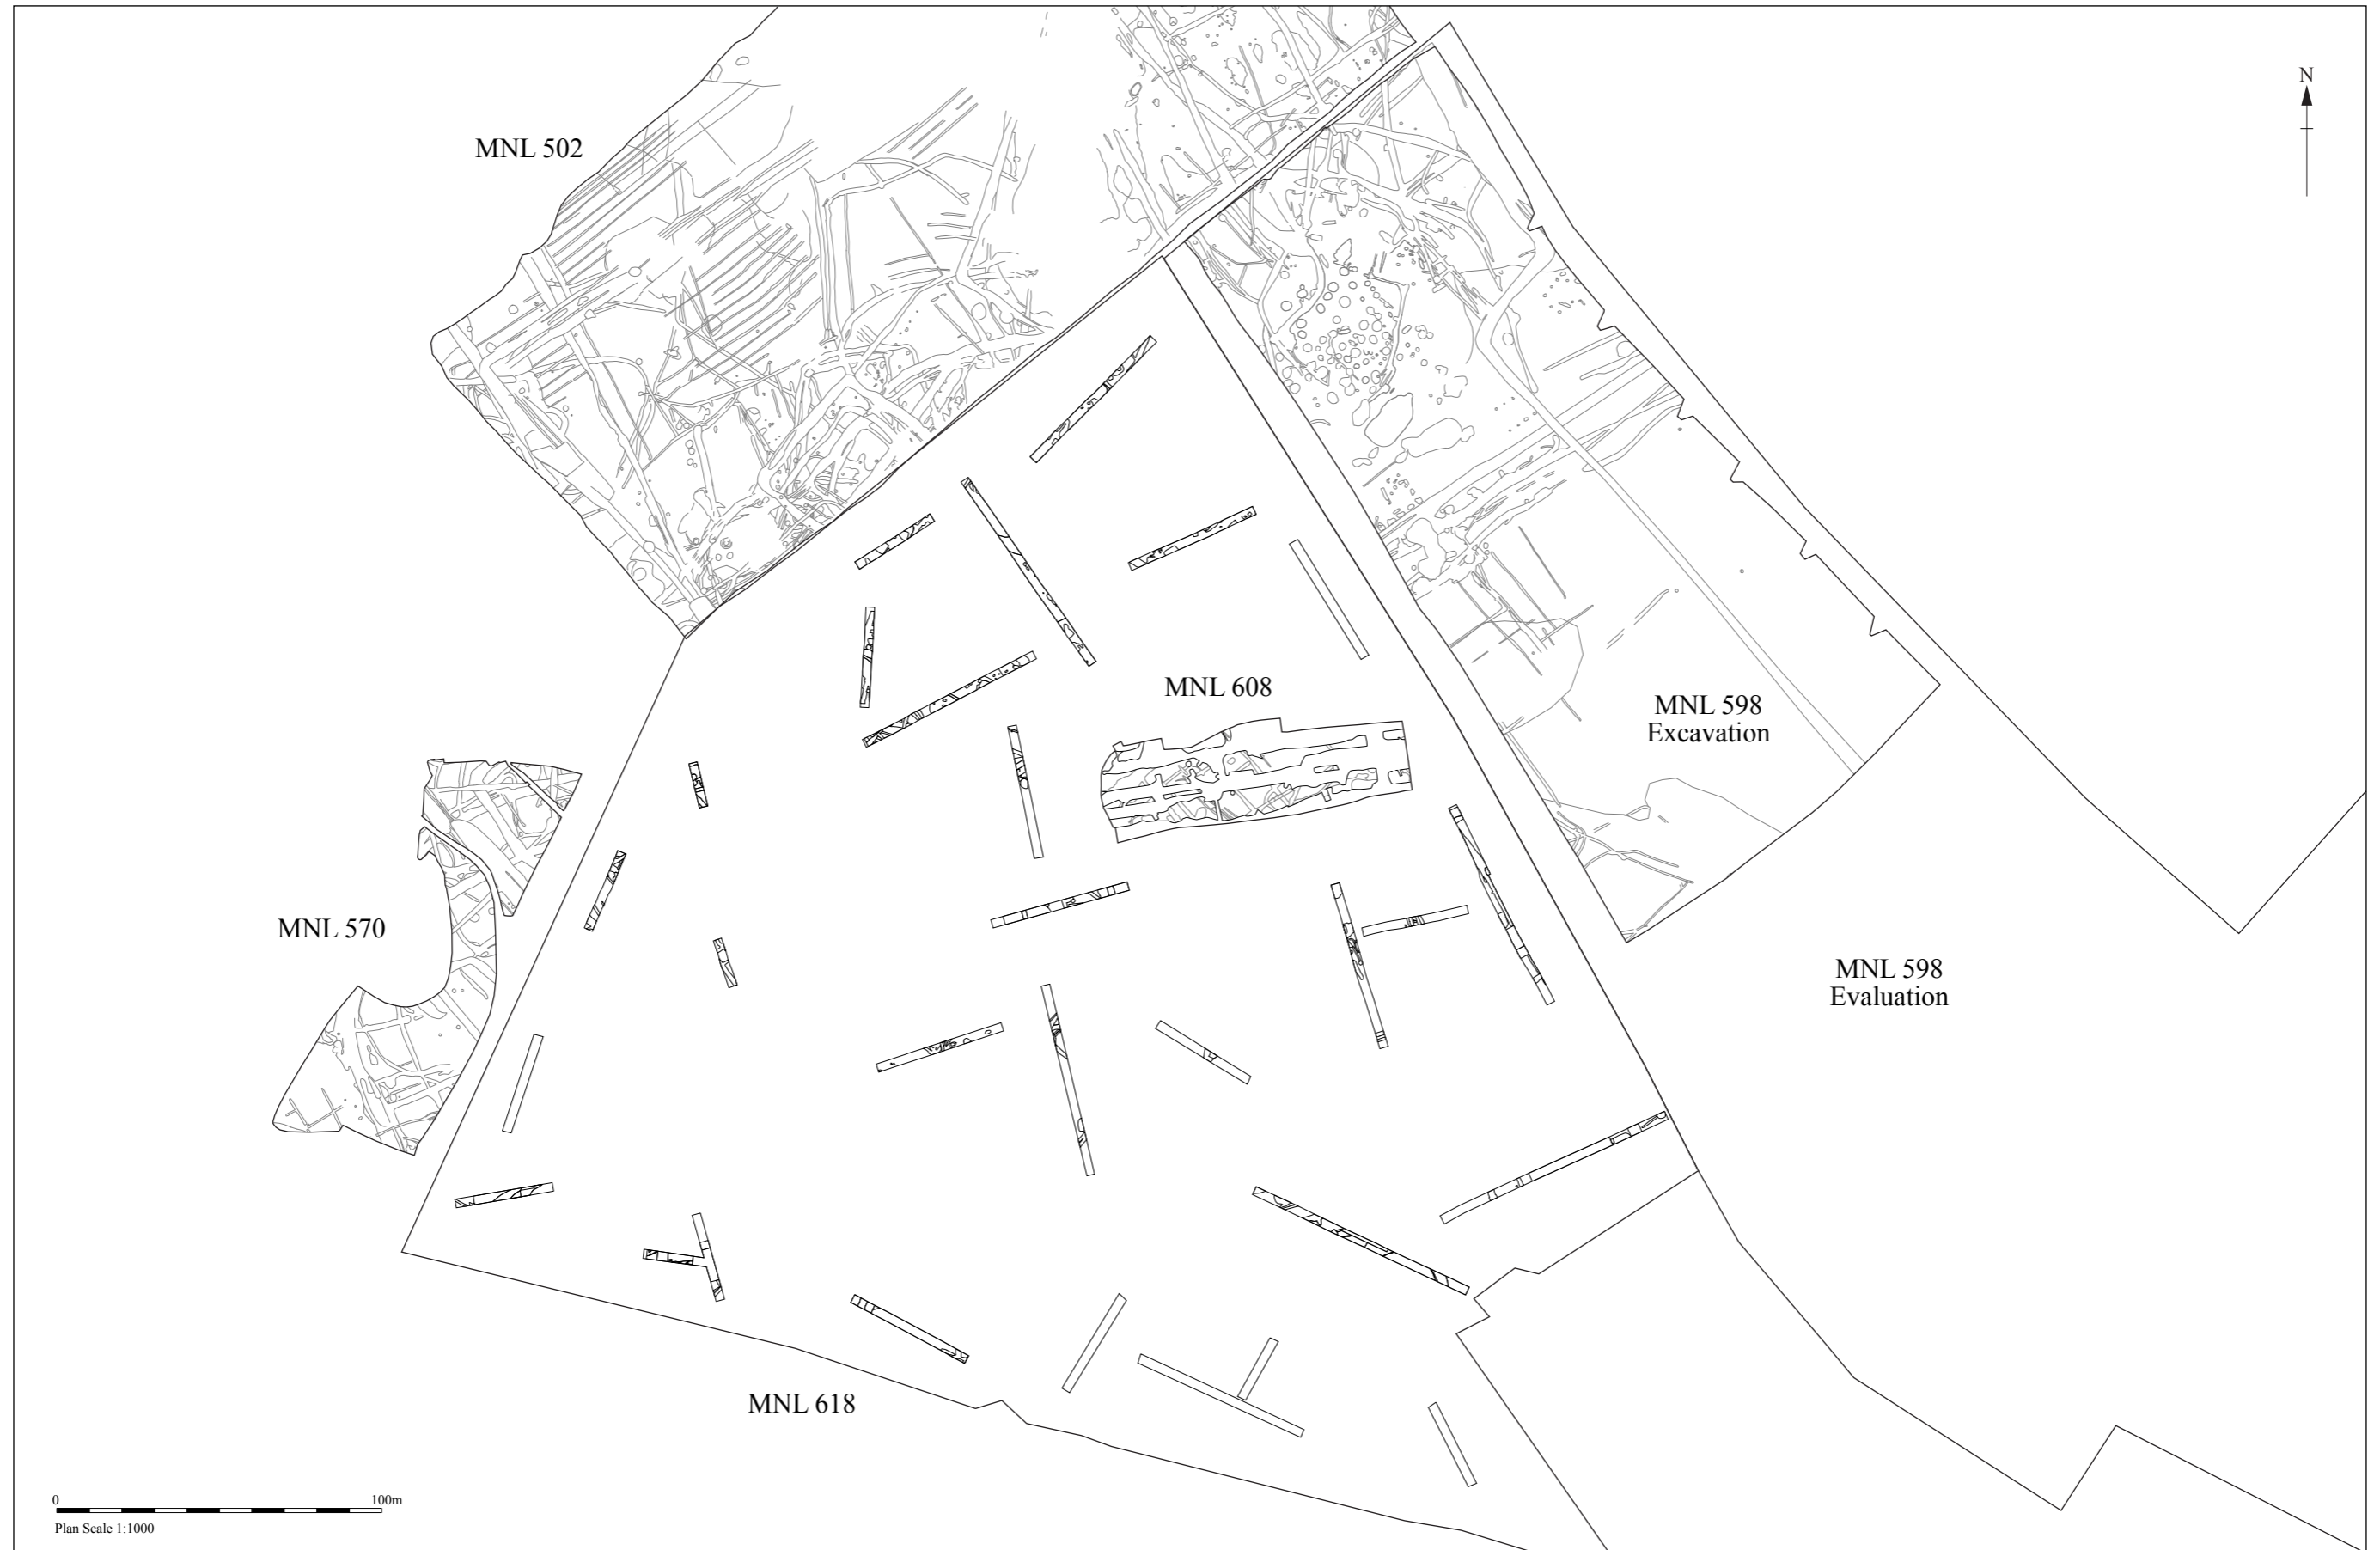 N
MNL 502
MNL 608
MNL 598
Excavation
MNL 570
MNL 598
Evaluation
MNL 618
0 100m
Plan Scale 1:1000